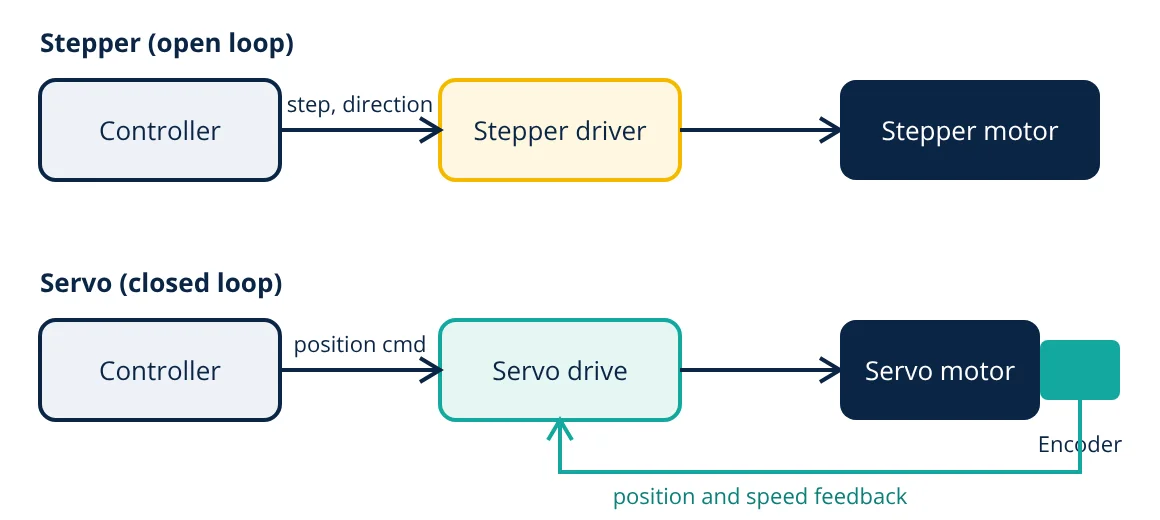 Stepper (open loop)
Controller
step, direction
Stepper driver
Stepper motor
Servo (closed loop)
Controller
position cmd
Servo drive
Servo motor
Encoder
position and speed feedback